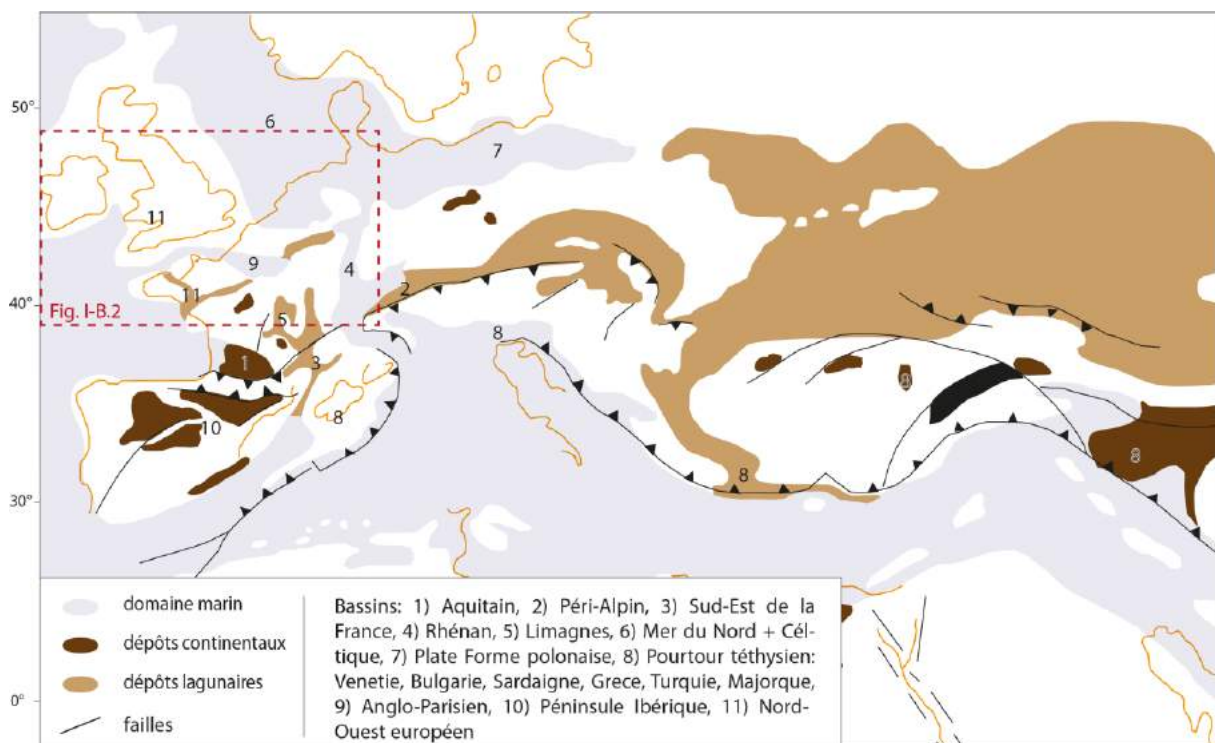 50°
6
7
11
9
4
2
11
40°
Fig. I-B.2
5
8
1
3
8
8
10
8
8
30°
domaine marin
dépôts continentaux
dépôts lagunaires
failles
Bassins: 1) Aquitain, 2) Péri-Alpin, 3) Sud-Est de la
France, 4) Rhénan, 5) Limagnes, 6) Mer du Nord + Cél-
tique, 7) Plate Forme polonaise, 8) Pourtour téthysien:
Venetie, Bulgarie, Sardaigne, Grece, Turquie, Majorque,
9) Anglo-Parisien, 10) Péninsule Ibérique, 11) Nord-
Ouest européen
0°